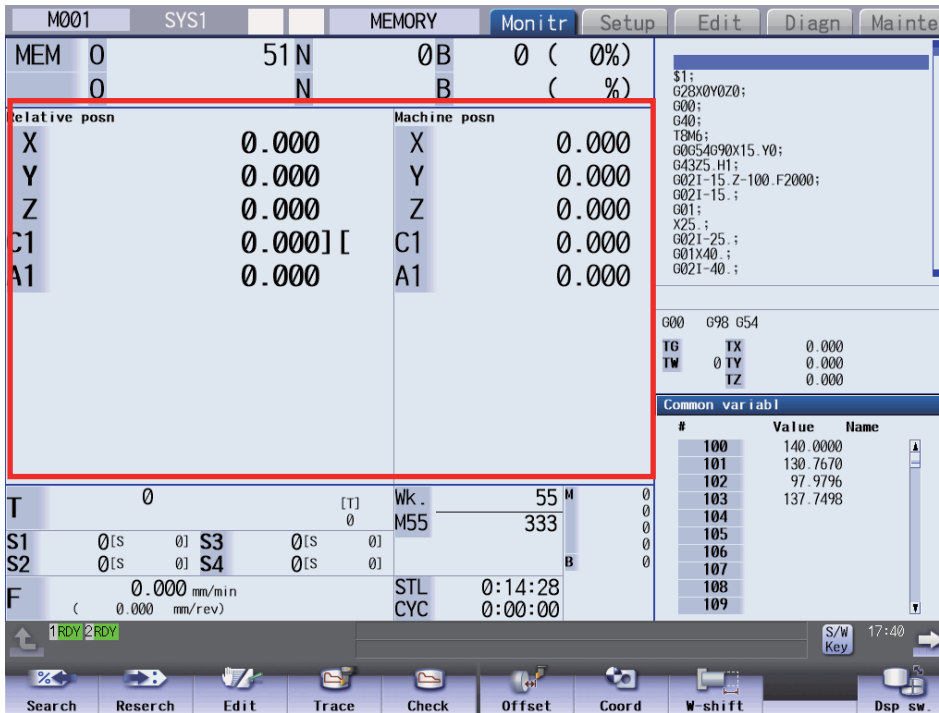 M001 SYS1 MEMORY Monitr Setup Edit Diagn Mainte
MEM O 51 N 0 B 0 ( 0%)
O N B ( %)
Relative posn
X 0.000
Y 0.000
Z 0.000
C1 0.000][
A1 0.000
Machine posn
X 0.000
Y 0.000
Z 0.000
C1 0.000
A1 0.000
$1;
G28X0Y0Z0;
G00;
G40;
T8M6;
G0G54G90X15.Y0;
G43Z5.H1;
G02I-15.Z-100.F2000;
G02I-15.;
G01;
X25.;
G02I-25.;
G01X40.;
G02I-40.;
G00 G98 G54
TG TX 0.000
TW 0 TY 0.000
TZ 0.000
Common variabl
# Value Name
100 140.0000
101 130.7670
102 97.9796
103 137.7498
104
105
106
107
108
109
T 0 [T]
0
S1 0[S 0] S3 0[S 0]
S2 0[S 0] S4 0[S 0]
F 0.000 mm/min
( 0.000 mm/rev)
Wk. 55
M55 333
STL 0:14:28
CYC 0:00:00
M 0
0
0
0
B 0
1 RDY 2 RDY
S/W Key 17:40
Search Reserch Edit Trace Check Offset Coord W-shift Dsp sw.